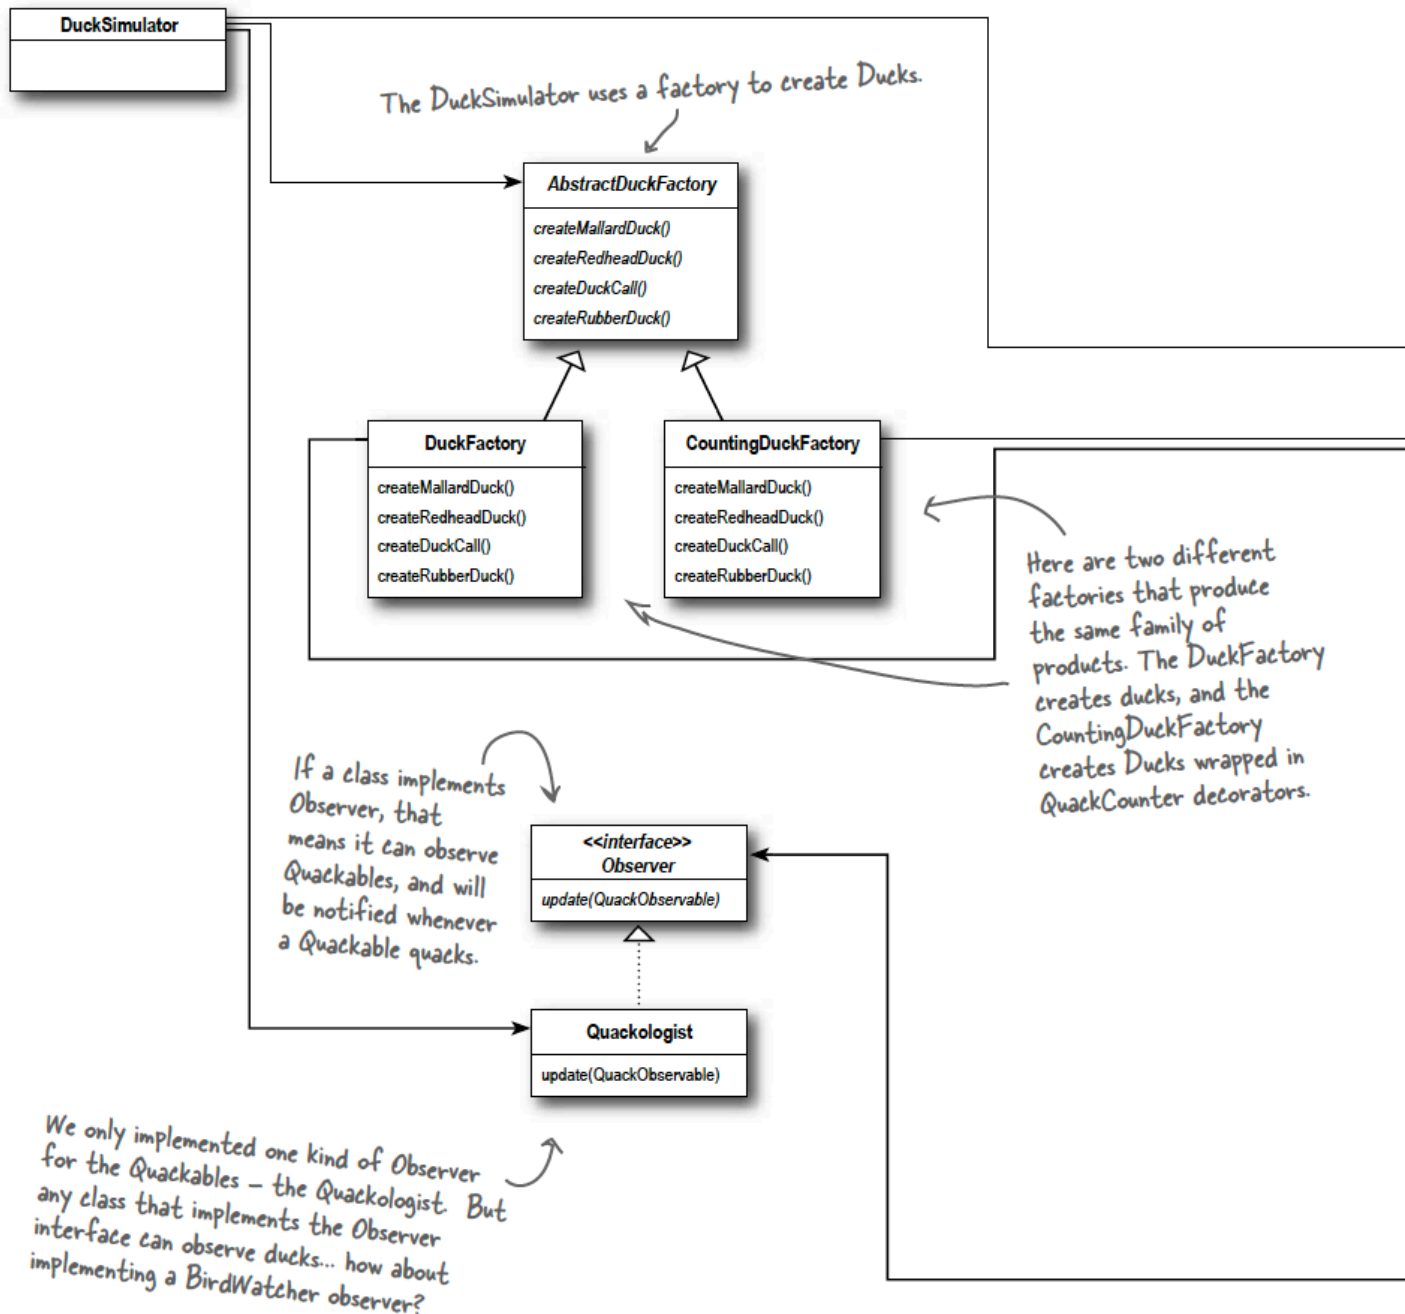 DuckSimulator
The DuckSimulator uses a factory to create Ducks.
AbstractDuckFactory
createMallardDuck()
createRedheadDuck()
createDuckCall()
createRubberDuck()
DuckFactory
createMallardDuck()
createRedheadDuck()
createDuckCall()
createRubberDuck()
CountingDuckFactory
createMallardDuck()
createRedheadDuck()
createDuckCall()
createRubberDuck()
Here are two different
factories that produce
the same family of
products. The DuckFactory
creates ducks, and the
CountingDuckFactory
creates Ducks wrapped in
QuackCounter decorators.
If a class implements
Observer, that
means it can observe
Quackables, and will
be notified whenever
a Quackable quacks.
<<interface>>
Observer
update(QuackObservable)
Quackologist
update(QuackObservable)
We only implemented one kind of Observer
for the Quackables – the Quackologist. But
any class that implements the Observer
interface can observe ducks... how about
implementing a BirdWatcher observer?